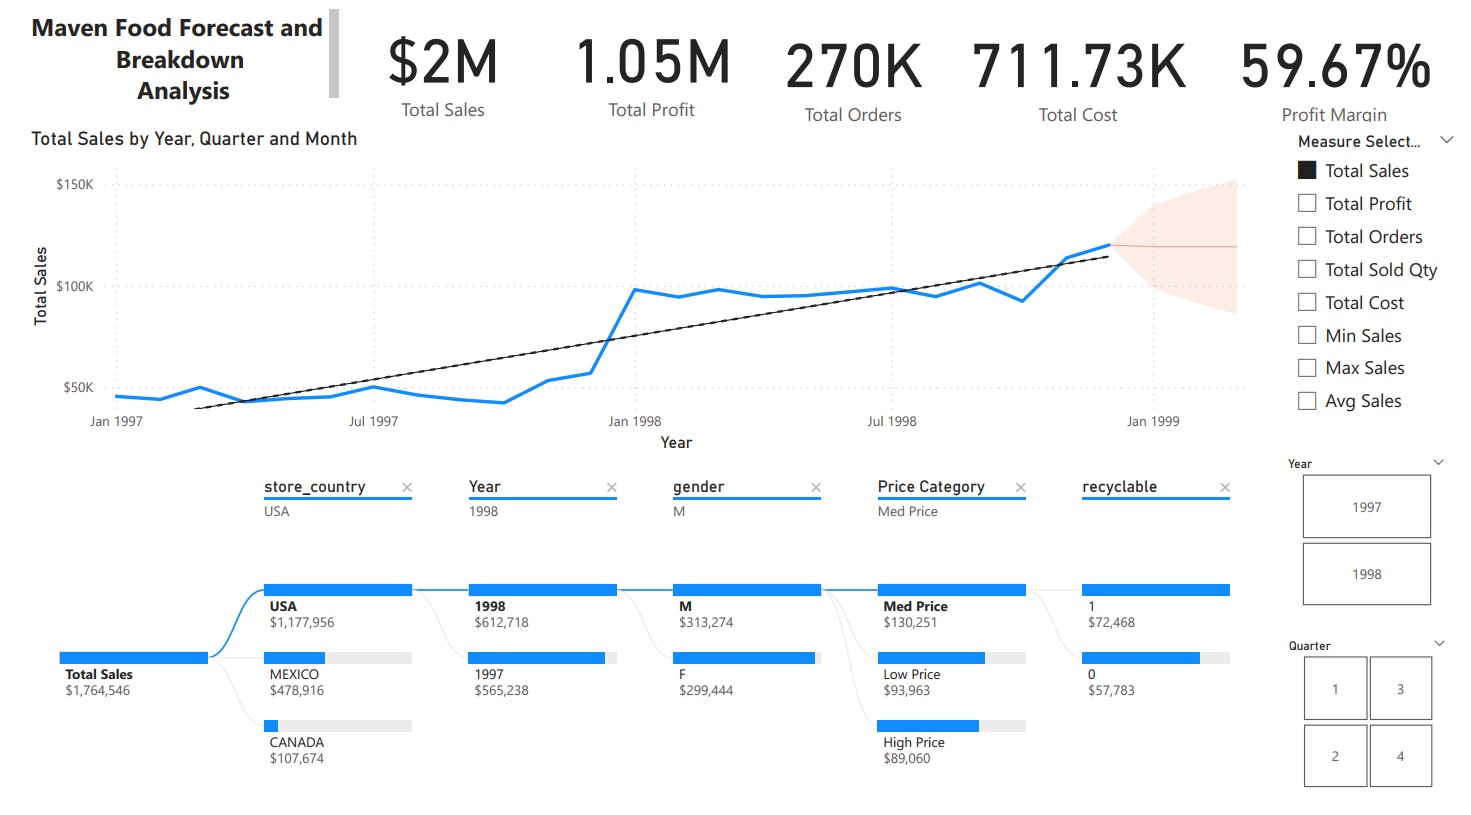 Maven Food Forecast and
Breakdown
Analysis
$2M
Total Sales
1.05M
Total Profit
270K
Total Orders
711.73K
Total Cost
59.67%
Profit Margin
Total Sales by Year, Quarter and Month
$150K
$100K
$50K
Total Sales
Jan 1997
Jul 1997
Jan 1998
Jul 1998
Jan 1999
Year
Measure Select...
Total Sales
Total Profit
Total Orders
Total Sold Qty
Total Cost
Min Sales
Max Sales
Avg Sales
Year
1997
1998
Quarter
1
3
2
4
store_country
USA
Year
1998
gender
M
Price Category
Med Price
recyclable
Total Sales
$1,764,546
USA
$1,177,956
MEXICO
$478,916
CANADA
$107,674
1998
$612,718
1997
$565,238
M
$313,274
F
$299,444
Med Price
$130,251
Low Price
$93,963
High Price
$89,060
1
$72,468
0
$57,783